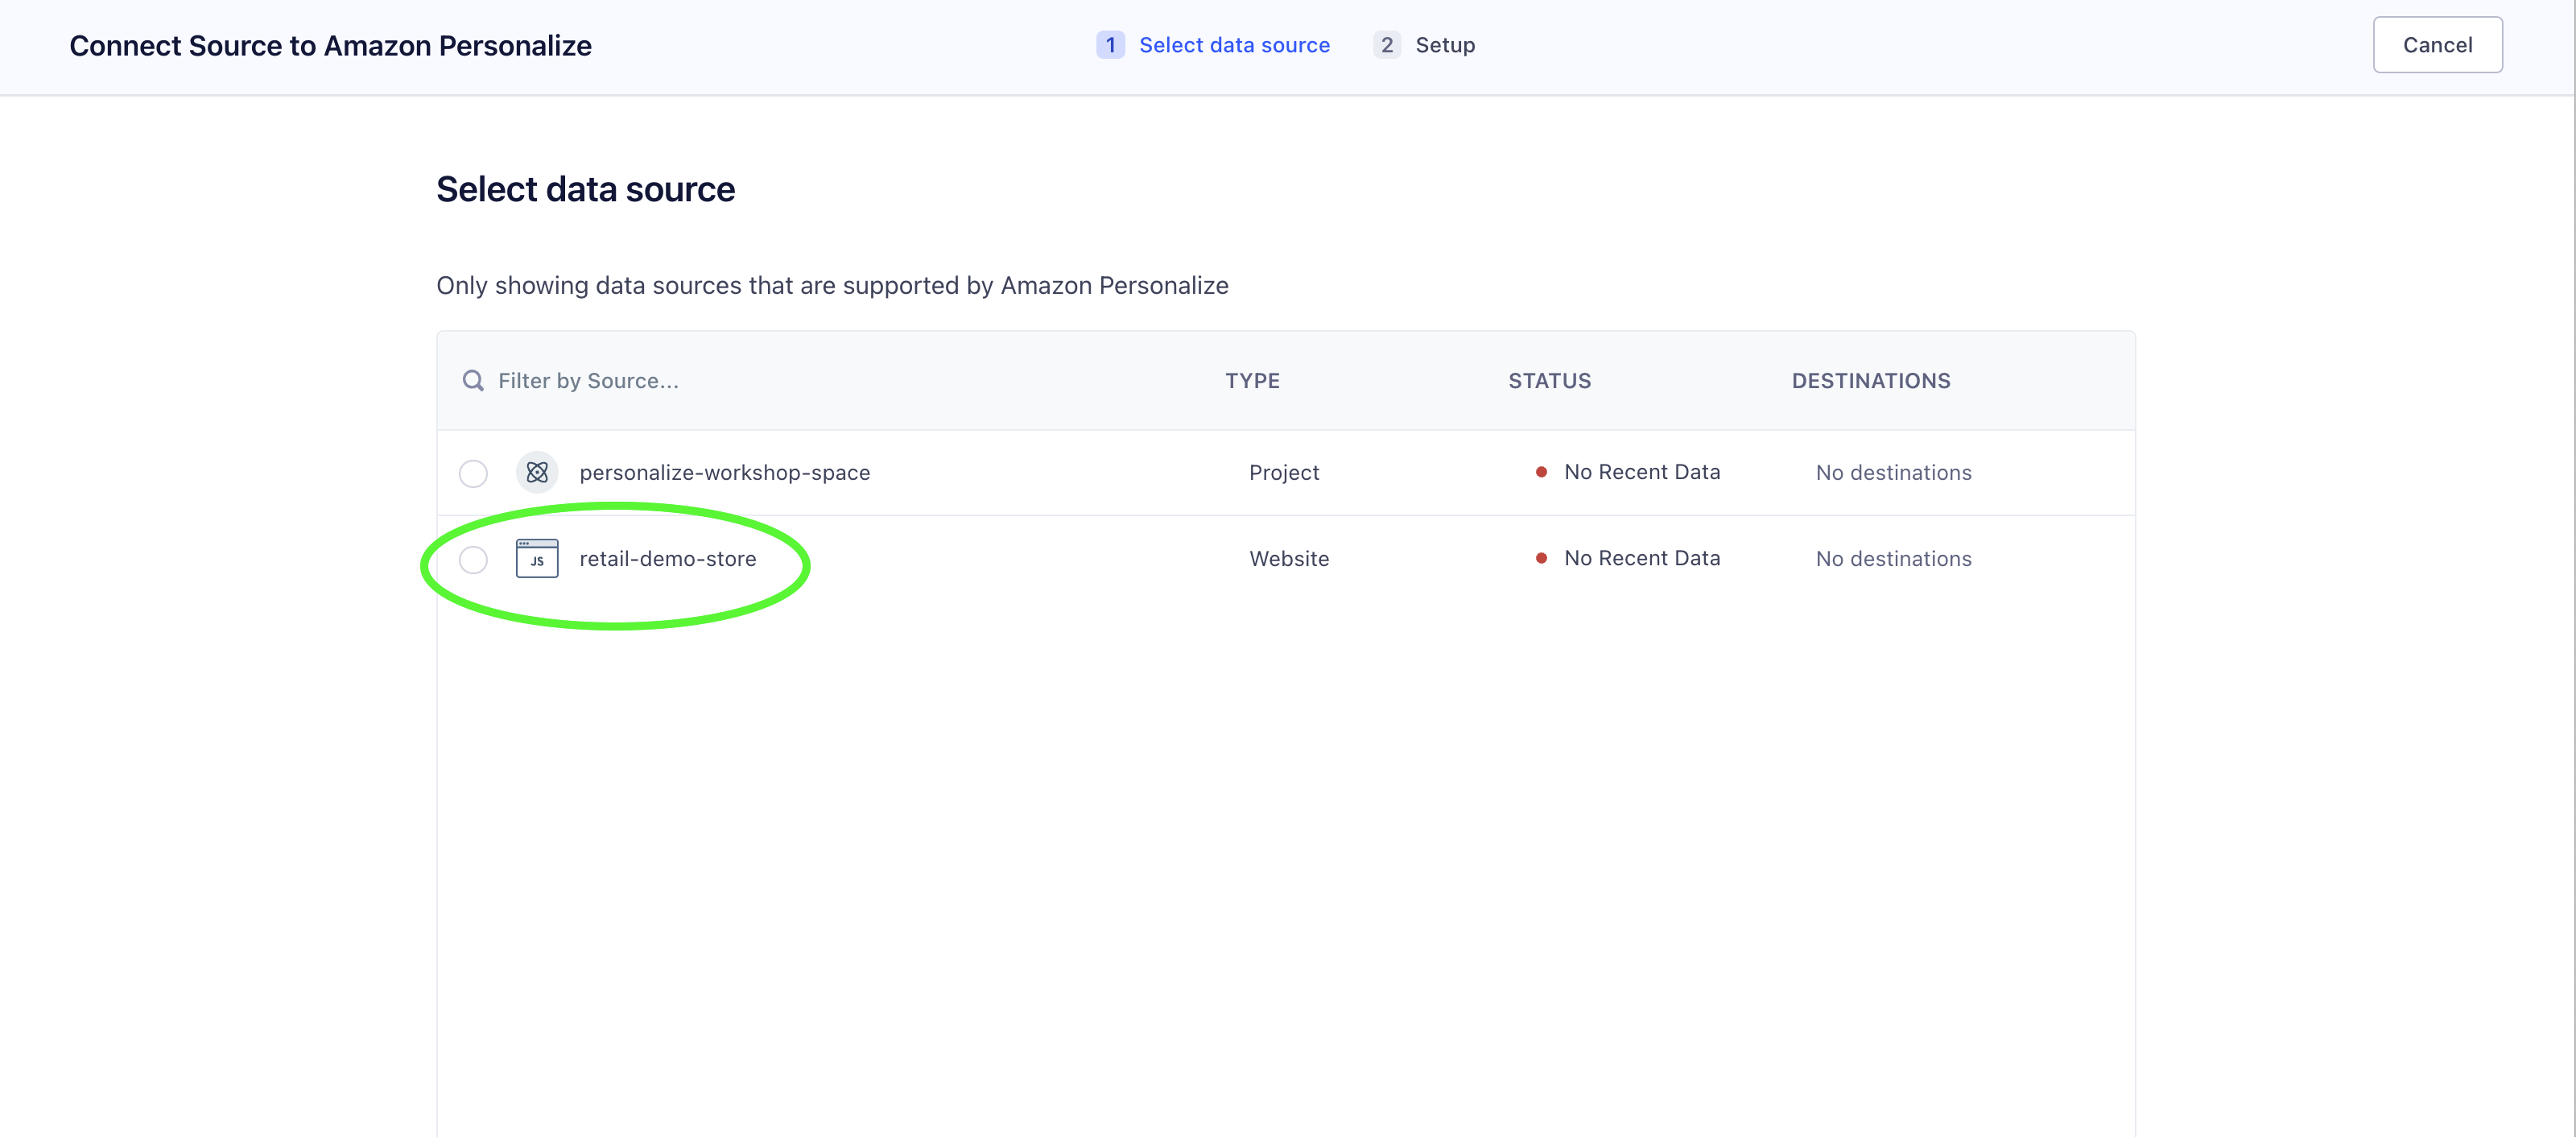 Connect Source to Amazon Personalize 1 Select data source 2 Setup Cancel
Select data source
Only showing data sources that are supported by Amazon Personalize
Filter by Source... TYPE STATUS DESTINATIONS
personalize-workshop-space Project No Recent Data No destinations
JS retail-demo-store Website No Recent Data No destinations